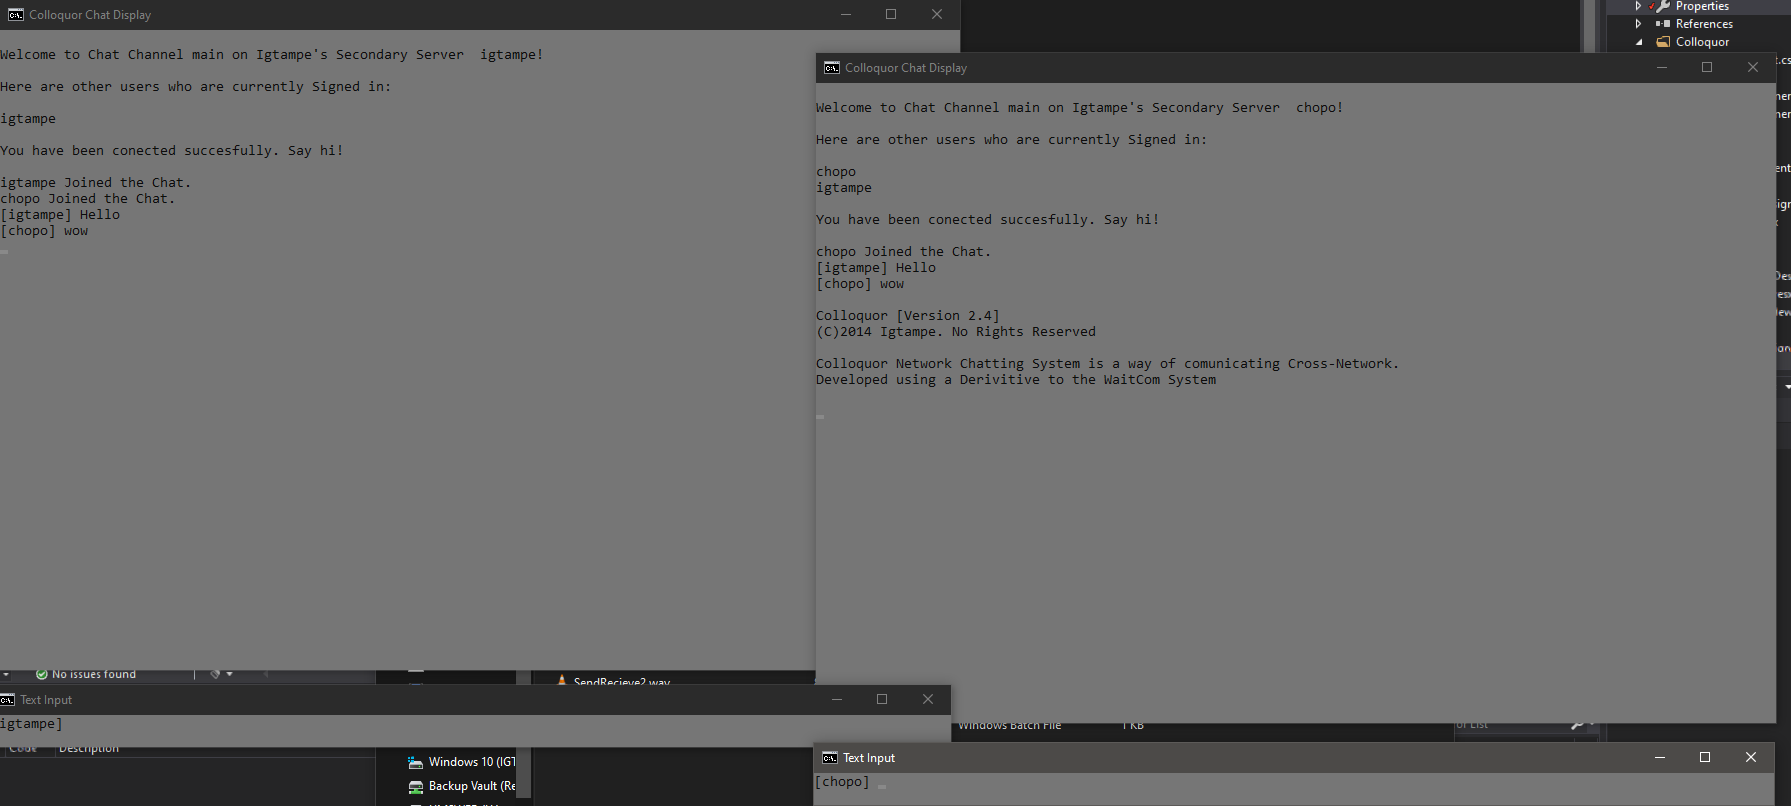 Colloquor Chat Display
Welcome to Chat Channel main on Igtampe's Secondary Server  igtampe!
Here are other users who are currently Signed in:
igtampe
You have been conected succesfully. Say hi!
igtampe Joined the Chat.
chopo Joined the Chat.
[igtampe] Hello
[chopo] wow
Properties
References
Colloquor
Colloquor Chat Display
Welcome to Chat Channel main on Igtampe's Secondary Server  chopo!
Here are other users who are currently Signed in:
chopo
igtampe
You have been conected succesfully. Say hi!
chopo Joined the Chat.
[igtampe] Hello
[chopo] wow
Colloquor [Version 2.4]
(C)2014 Igtampe. No Rights Reserved
Colloquor Network Chatting System is a way of comunicating Cross-Network.
Developed using a Derivitive to the WaitCom System
No issues found
SendRecieve2.wav
Text Input
igtampe]
Code Description
Windows 10 (IGT
Backup Vault (Re
Windows Batch File 1 KB
or List
Text Input
[chopo]